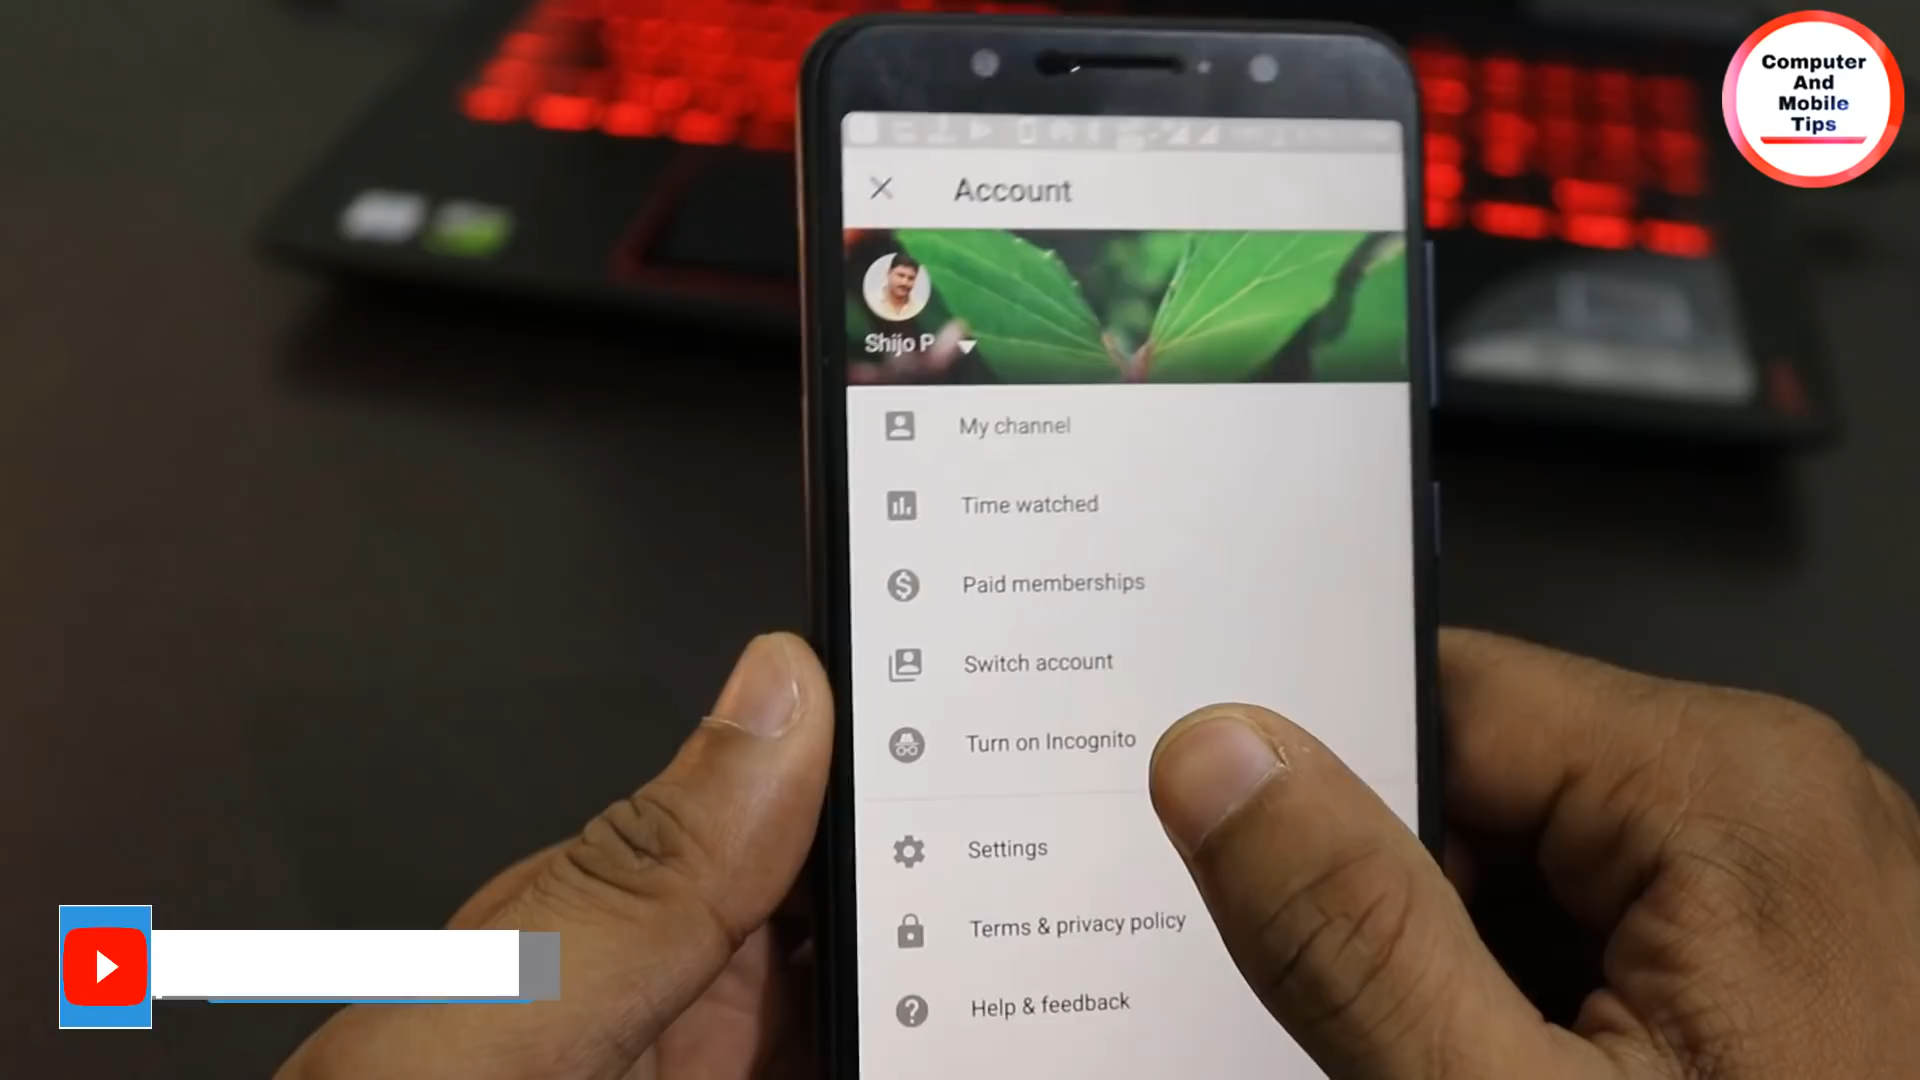 Computer
And
Mobile
Tips
Account
Shijo P
My channel
Time watched
Paid memberships
Switch account
Turn on Incognito
Settings
Terms & privacy policy
Help & feedback